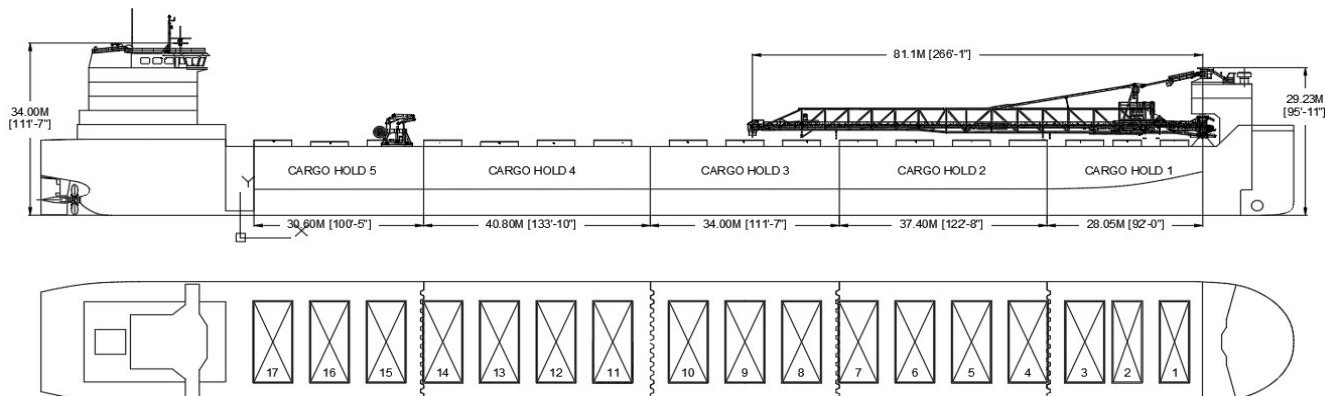 81.1M [266'-1"]
34.00M
[111'-7"]
29.23M
[95'-11"]
CARGO HOLD 5
CARGO HOLD 4
CARGO HOLD 3
CARGO HOLD 2
CARGO HOLD 1
Y
X
30.60M [100'-5"]
40.80M [133'-10"]
34.00M [111'-7"]
37.40M [122'-8"]
28.05M [92'-0"]
17 16 15 14 13 12 11 10 9 8 7 6 5 4 3 2 1